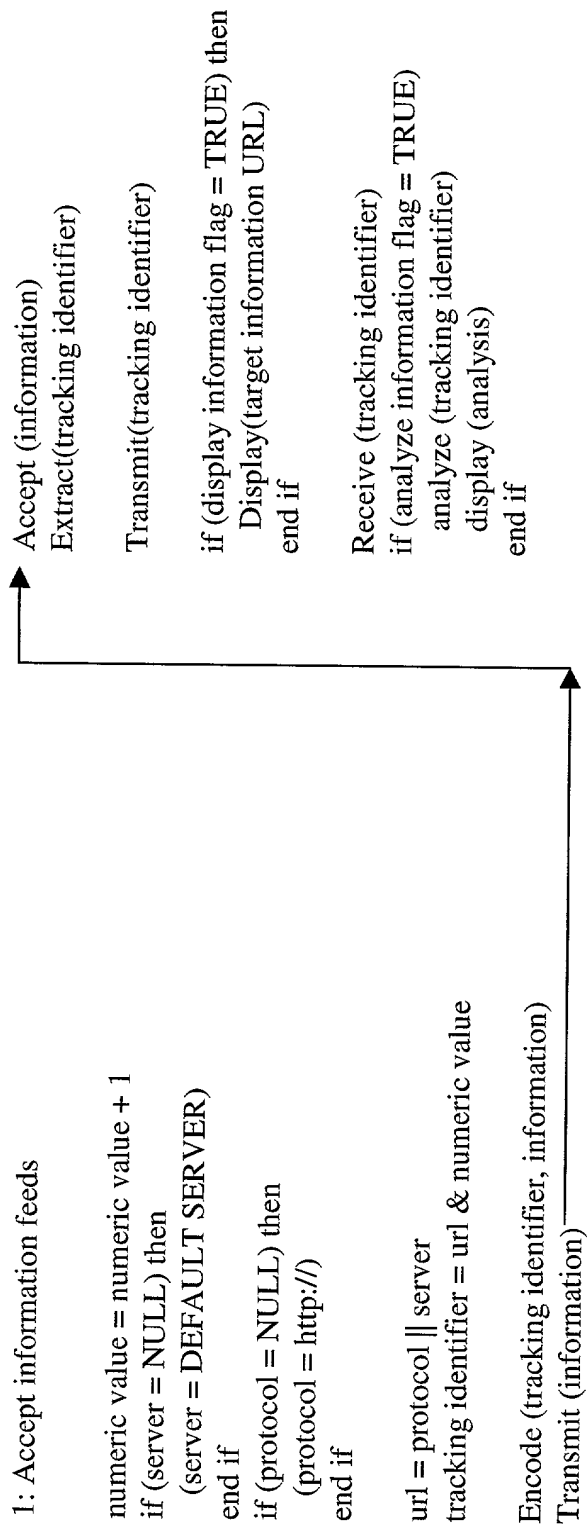 1: Accept information feeds
numeric value = numeric value + 1
if (server = NULL) then
(server = DEFAULT SERVER)
end if
if (protocol = NULL) then
(protocol = http://)
end if
url = protocol || server
tracking identifier = url & numeric value
Encode (tracking identifier, information)
Transmit (information)
Accept (information)
Extract(tracking identifier)
Transmit(tracking identifier)
if (display information flag = TRUE) then
Display(target information URL)
end if
Receive (tracking identifier)
if (analyze information flag = TRUE)
analyze (tracking identifier)
display (analysis)
end if